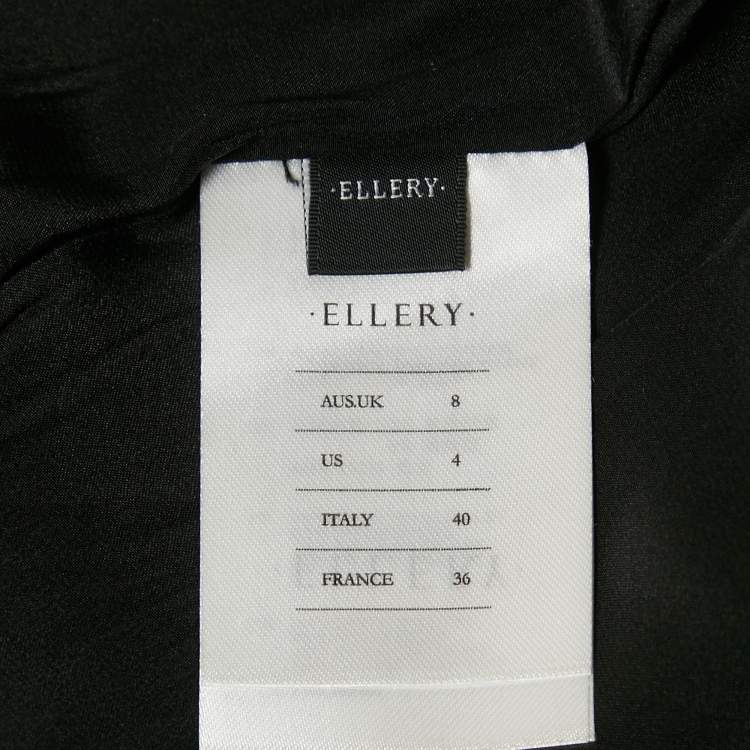 ·ELLERY·
·ELLERY·
AUS.UK 8
US 4
ITALY 40
FRANCE 36